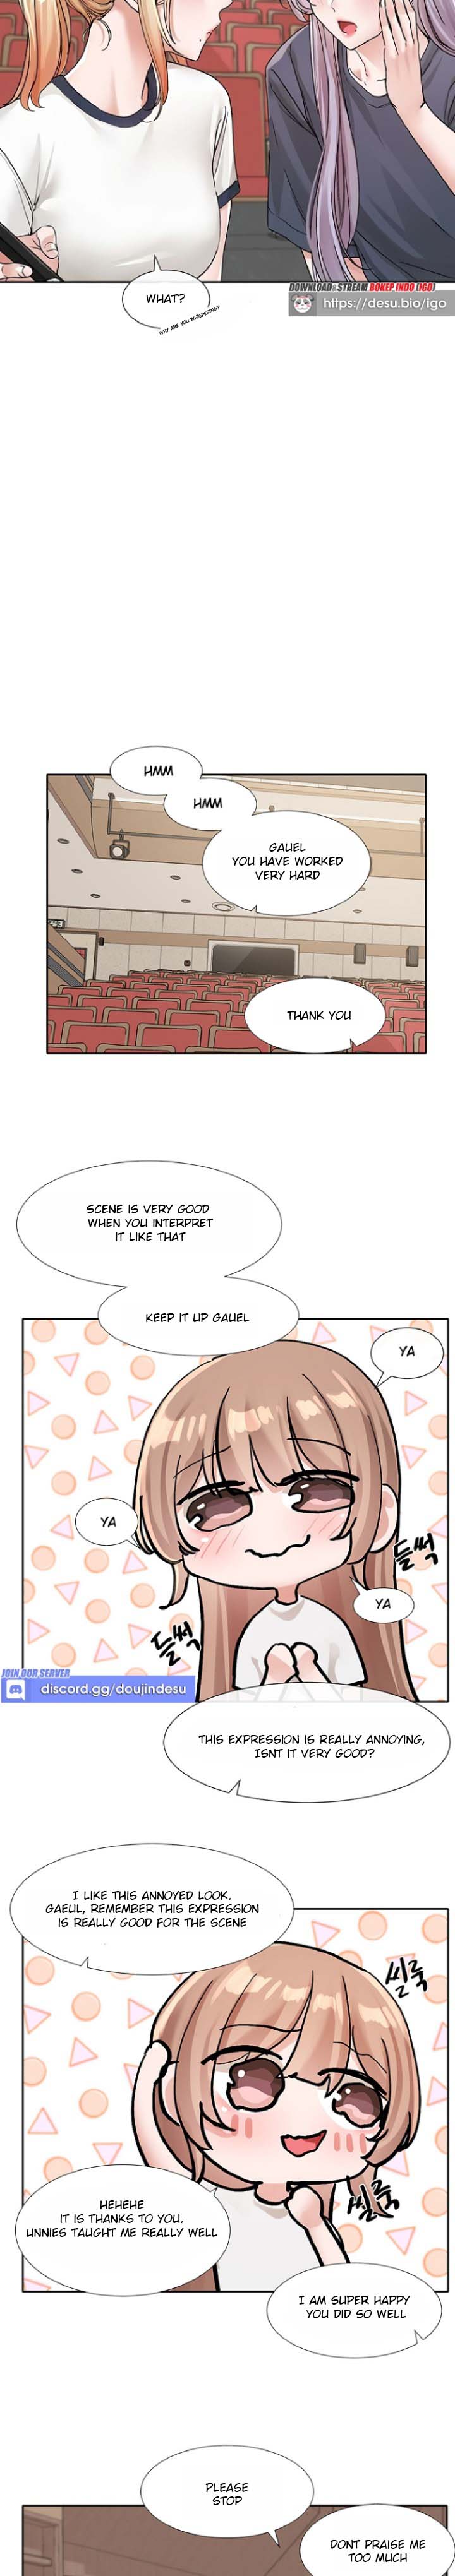 WHAT?
WHY ARE YOU WHISPERING?
DOWNLOAD&STREAM BOKEP INDO (IGO)
https://desu.bio/igo
HMM
HMM
GAUEL
YOU HAVE WORKED
VERY HARD
THANK YOU
SCENE IS VERY GOOD
WHEN YOU INTERPRET
IT LIKE THAT
KEEP IT UP GAUEL
YA
YA
들썩
YA
들썩
JOIN OUR SERVER
discord.gg/doujindesu
THIS EXPRESSION IS REALLY ANNOYING,
ISNT IT VERY GOOD?
I LIKE THIS ANNOYED LOOK.
GAEUL, REMEMBER THIS EXPRESSION
IS REALLY GOOD FOR THE SCENE
씰룩
씰룩
HEHEHE
IT IS THANKS TO YOU.
UNNIES TAUGHT ME REALLY WELL
I AM SUPER HAPPY
YOU DID SO WELL
PLEASE
STOP
DONT PRAISE ME
TOO MUCH